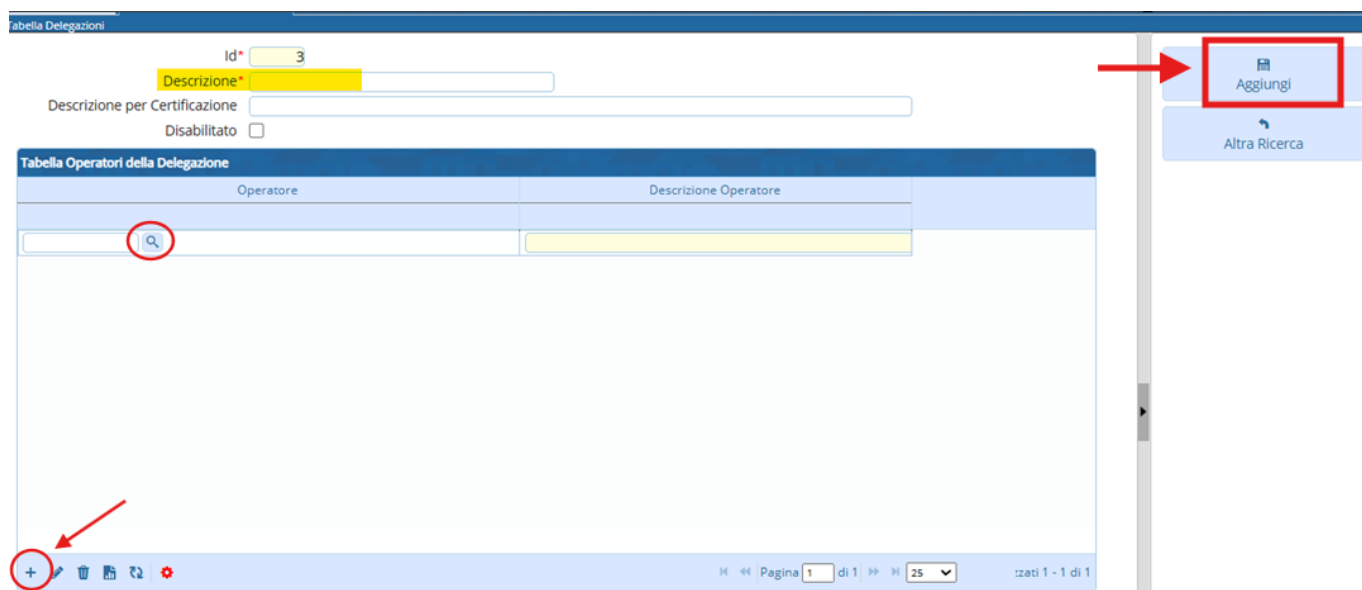 Tabella Delegazioni
Id* 3
Descrizione*
Descrizione per Certificazione
Disabilitato
Tabella Operatori della Delegazione
Operatore Descrizione Operatore
Pagina 1 di 1 25 zati 1 - 1 di 1
Aggiungi
Altra Ricerca